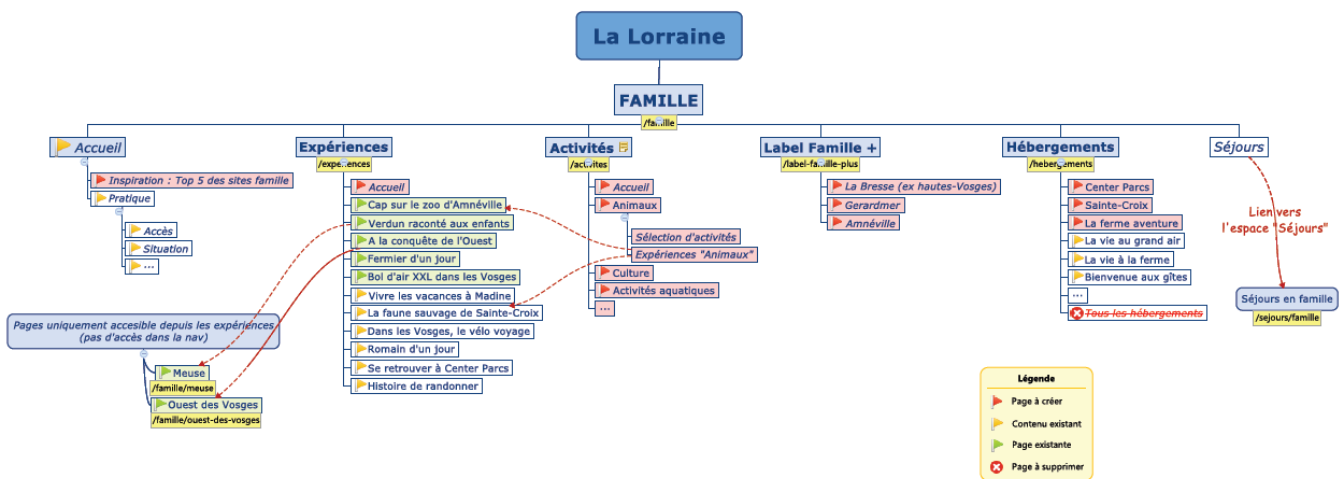 La Lorraine
FAMILLE
/famille
Accueil
Inspiration : Top 5 des sites famille
Pratique
Accès
Situation
...
Pages uniquement accesible depuis les expériences
(pas d'accès dans la nav)
Meuse
/famille/meuse
Ouest des Vosges
/famille/ouest-des-vosges
Expériences
/experiences
Accueil
Cap sur le zoo d'Amnéville
Verdun raconté aux enfants
A la conquête de l'Ouest
Fermier d'un jour
Bol d'air XXL dans les Vosges
Vivre les vacances à Madine
La faune sauvage de Sainte-Croix
Dans les Vosges, le vélo voyage
Romain d'un jour
Se retrouver à Center Parcs
Histoire de randonner
Activités
/activites
Accueil
Animaux
Sélection d'activités
Expériences "Animaux"
Culture
Activités aquatiques
...
Label Famille +
/label-famille-plus
La Bresse (ex hautes-Vosges)
Gerardmer
Amnéville
Hébergements
/hebergements
Center Parcs
Sainte-Croix
La ferme aventure
La vie au grand air
La vie à la ferme
Bienvenue aux gîtes
...
Tous les hébergements
Séjours
Lien vers
l'espace "Séjours"
Séjours en famille
/sejours/famille
Légende
Page à créer
Contenu existant
Page existante
Page à supprimer